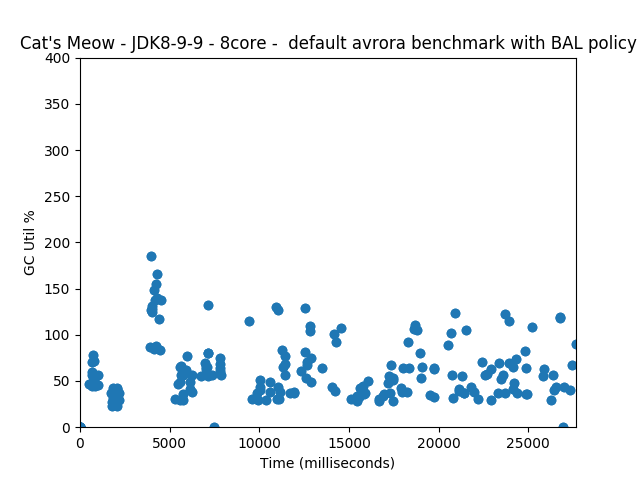 Cat's Meow - JDK8-9-9 - 8core -  default avrora benchmark with BAL policy
400
350
300
250
200
150
100
50
0
GC Util %
0 5000 10000 15000 20000 25000
Time (milliseconds)